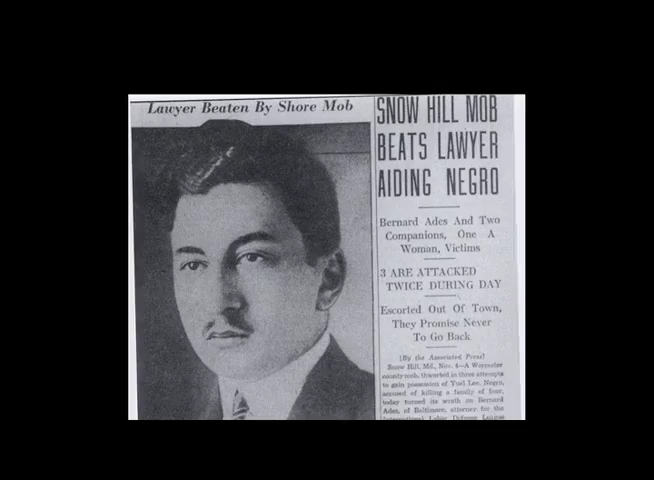 Lawyer Beaten By Shore Mob
SNOW HILL MOB
BEATS LAWYER
AIDING NEGRO
Bernard Ades And Two
Companions, One A
Woman, Victims
3 ARE ATTACKED
TWICE DURING DAY
Escorted Out Of Town,
They Promise Never
To Go Back
[By the Associated Press]
Snow Hill, Md., Nov. 4—A Worcester
county mob, thwarted in three attempts
to gain possession of Yuel Lee, Negro,
accused of killing a family of four,
today turned its wrath on Bernard
Ades, of Baltimore, attorney for the
International Labor Defense League